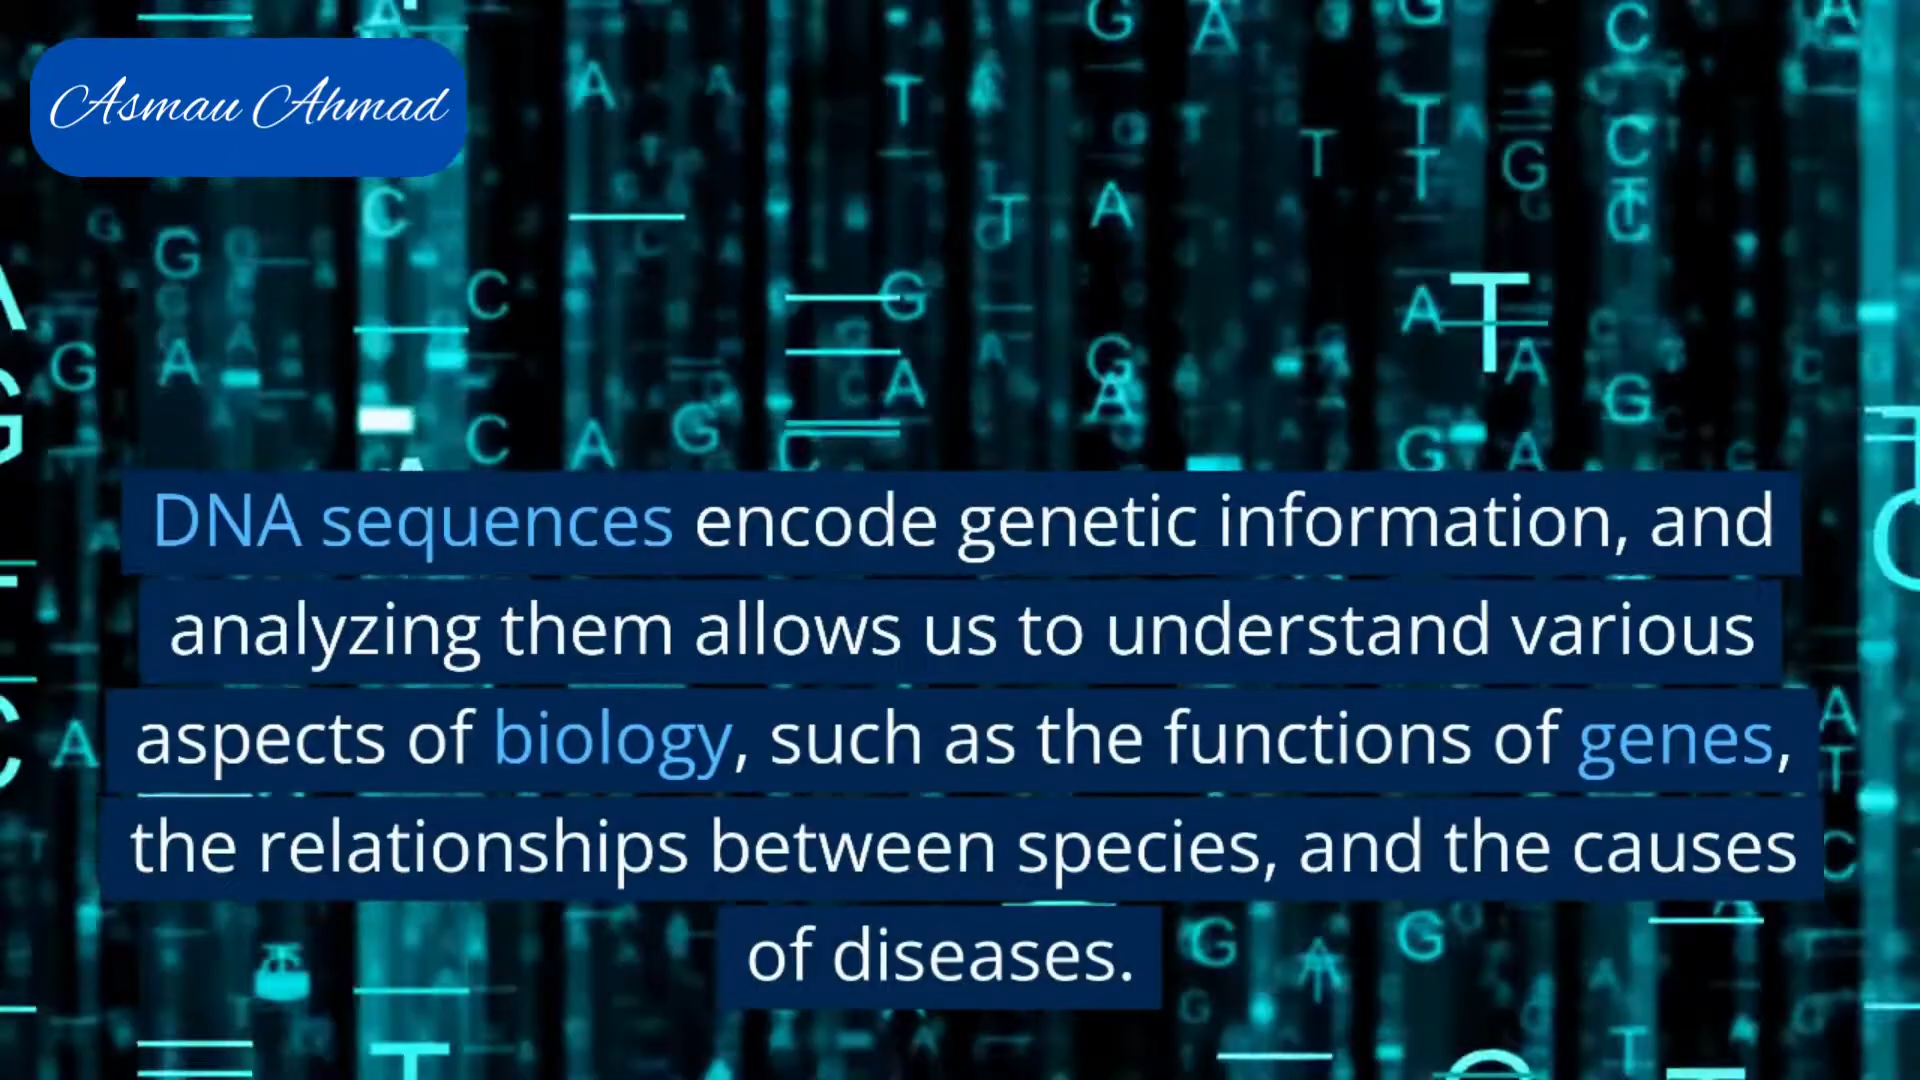 Asmau Ahmad
DNA sequences encode genetic information, and
analyzing them allows us to understand various
aspects of biology, such as the functions of genes,
the relationships between species, and the causes
of diseases.